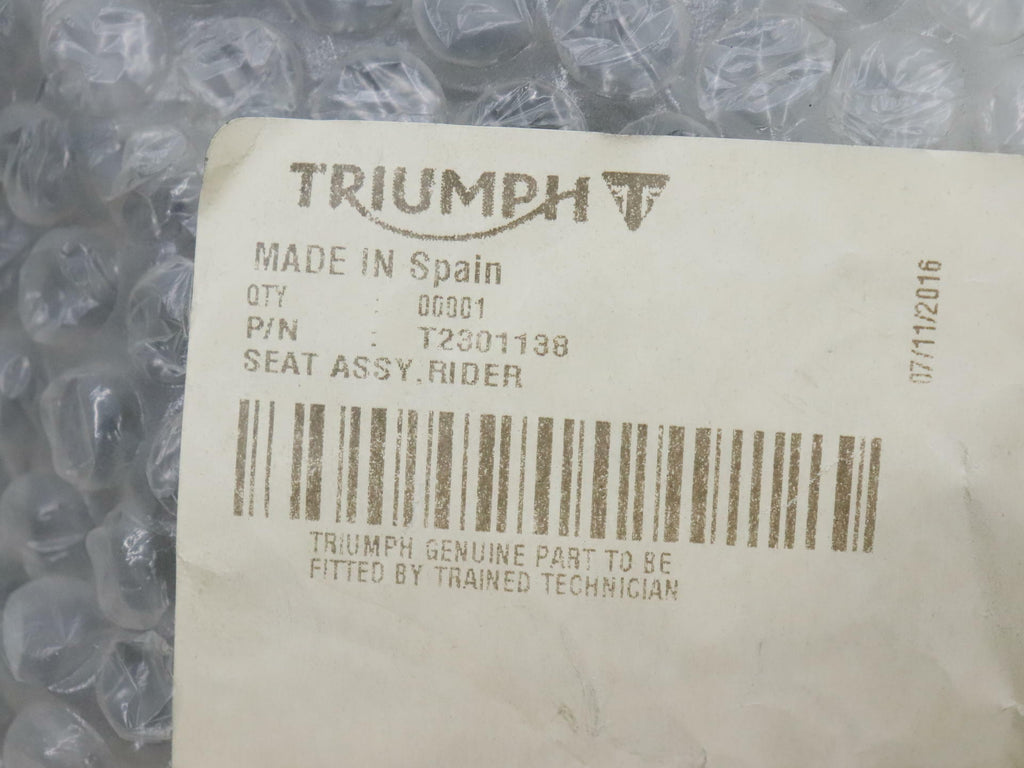 TRIUMPH T
MADE IN Spain
QTY : 00001
P/N : T2301138
SEAT ASSY,RIDER
TRIUMPH GENUINE PART TO BE
FITTED BY TRAINED TECHNICIAN
07/11/2016